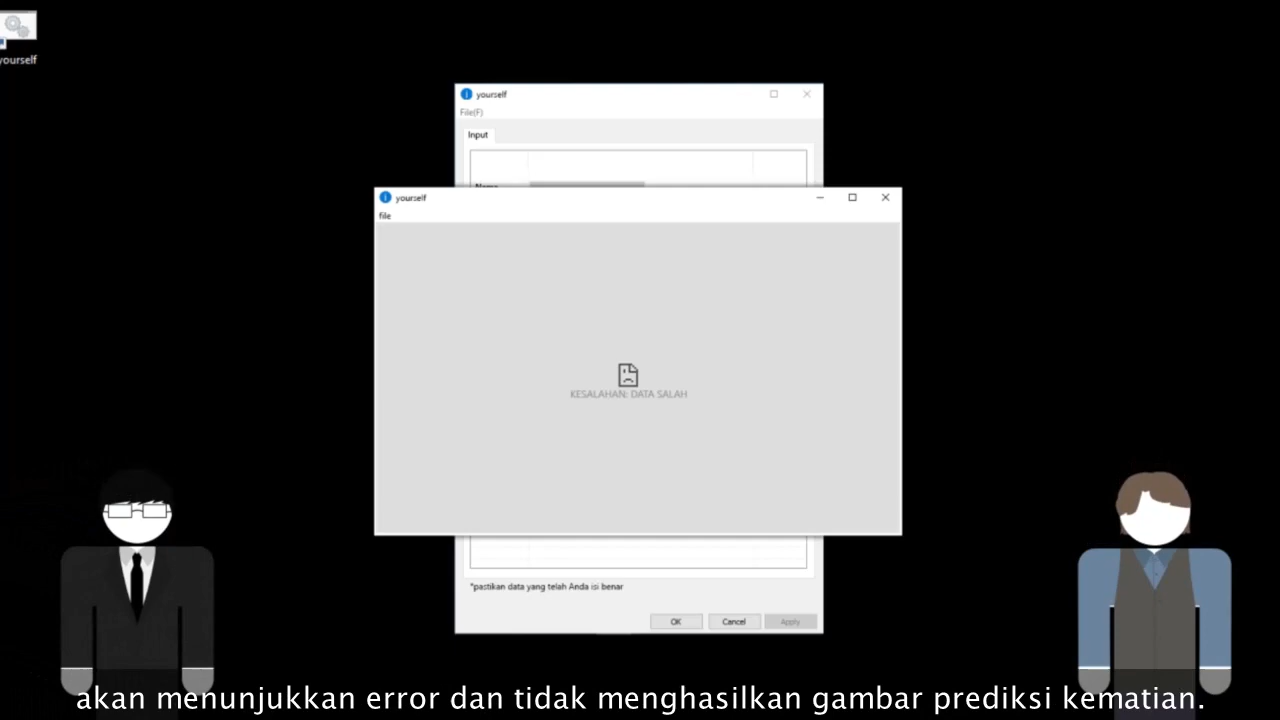 yourself
yourself
File(F)
Input
Name
yourself
file
KESALAHAN: DATA SALAH
*pastikan data yang telah Anda isi benar
OK
Cancel
Apply
akan menunjukkan error dan tidak menghasilkan gambar prediksi kematian.